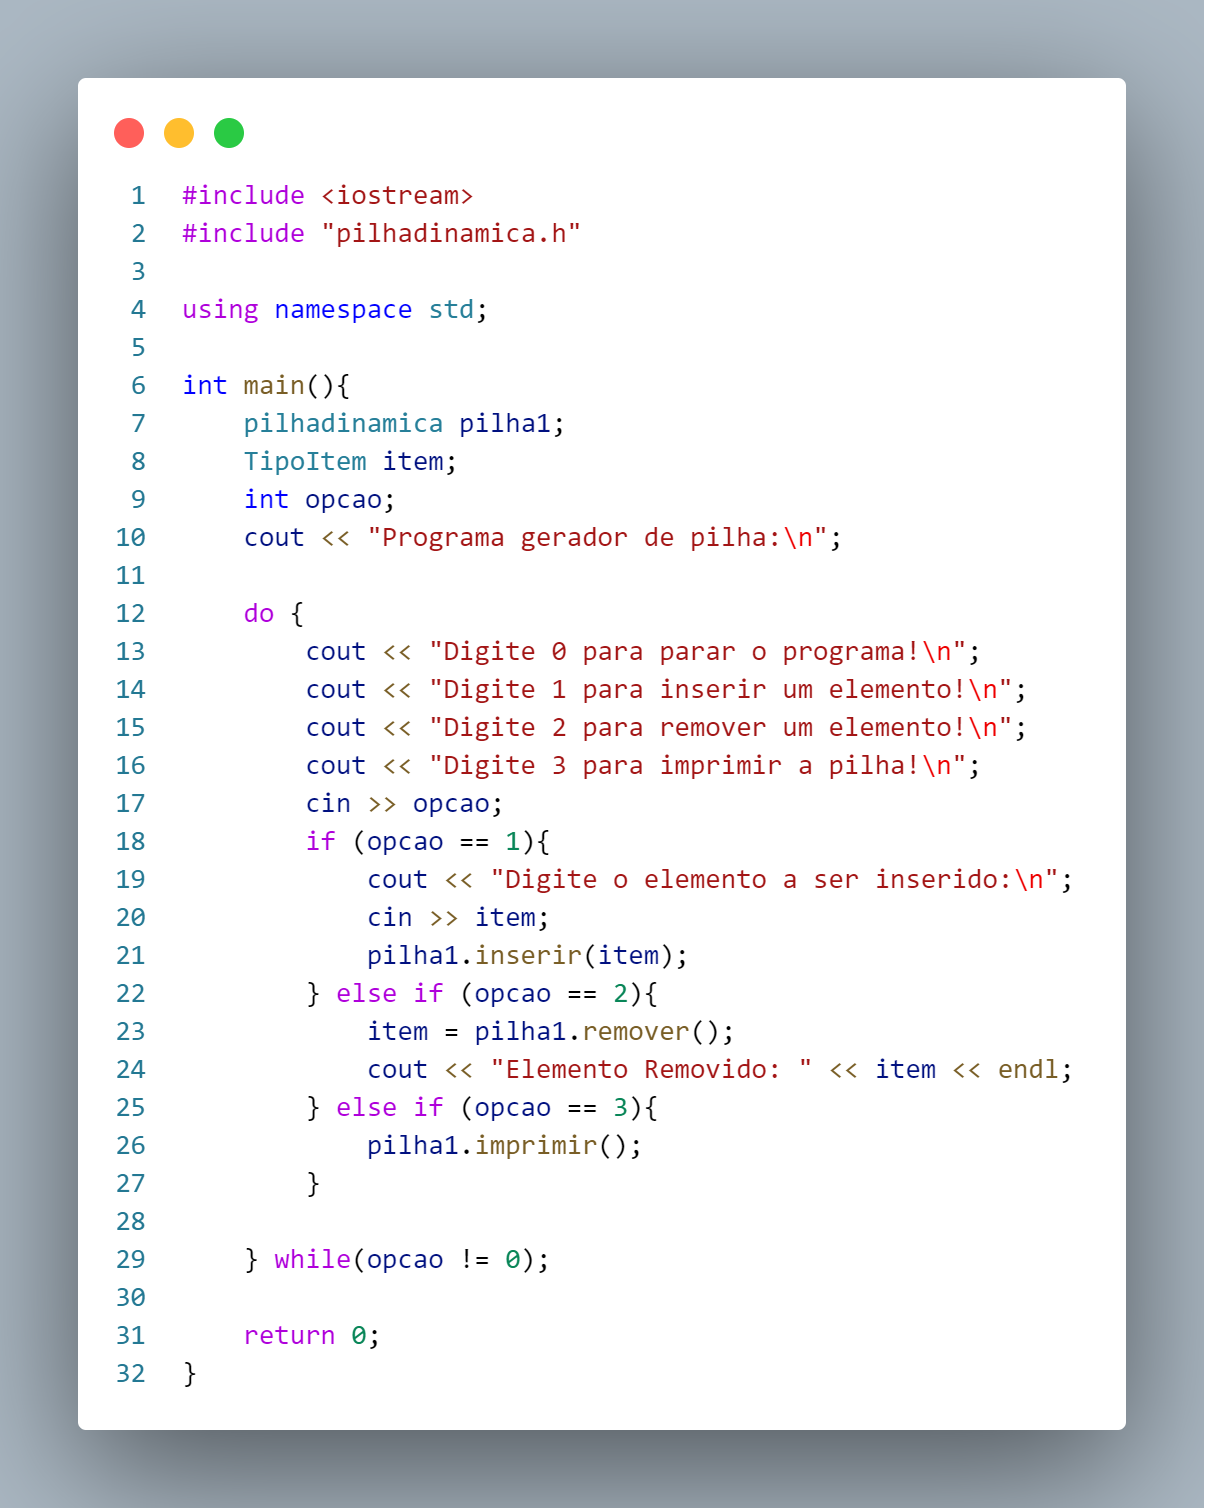 1 #include <iostream>
2 #include "pilhadinamica.h"
3
4 using namespace std;
5
6 int main(){
7     pilhadinamica pilha1;
8     TipoItem item;
9     int opcao;
10     cout << "Programa gerador de pilha:\n";
11
12     do {
13         cout << "Digite 0 para parar o programa!\n";
14         cout << "Digite 1 para inserir um elemento!\n";
15         cout << "Digite 2 para remover um elemento!\n";
16         cout << "Digite 3 para imprimir a pilha!\n";
17         cin >> opcao;
18         if (opcao == 1){
19             cout << "Digite o elemento a ser inserido:\n";
20             cin >> item;
21             pilha1.inserir(item);
22         } else if (opcao == 2){
23             item = pilha1.remover();
24             cout << "Elemento Removido: " << item << endl;
25         } else if (opcao == 3){
26             pilha1.imprimir();
27         }
28
29     } while(opcao != 0);
30
31     return 0;
32 }